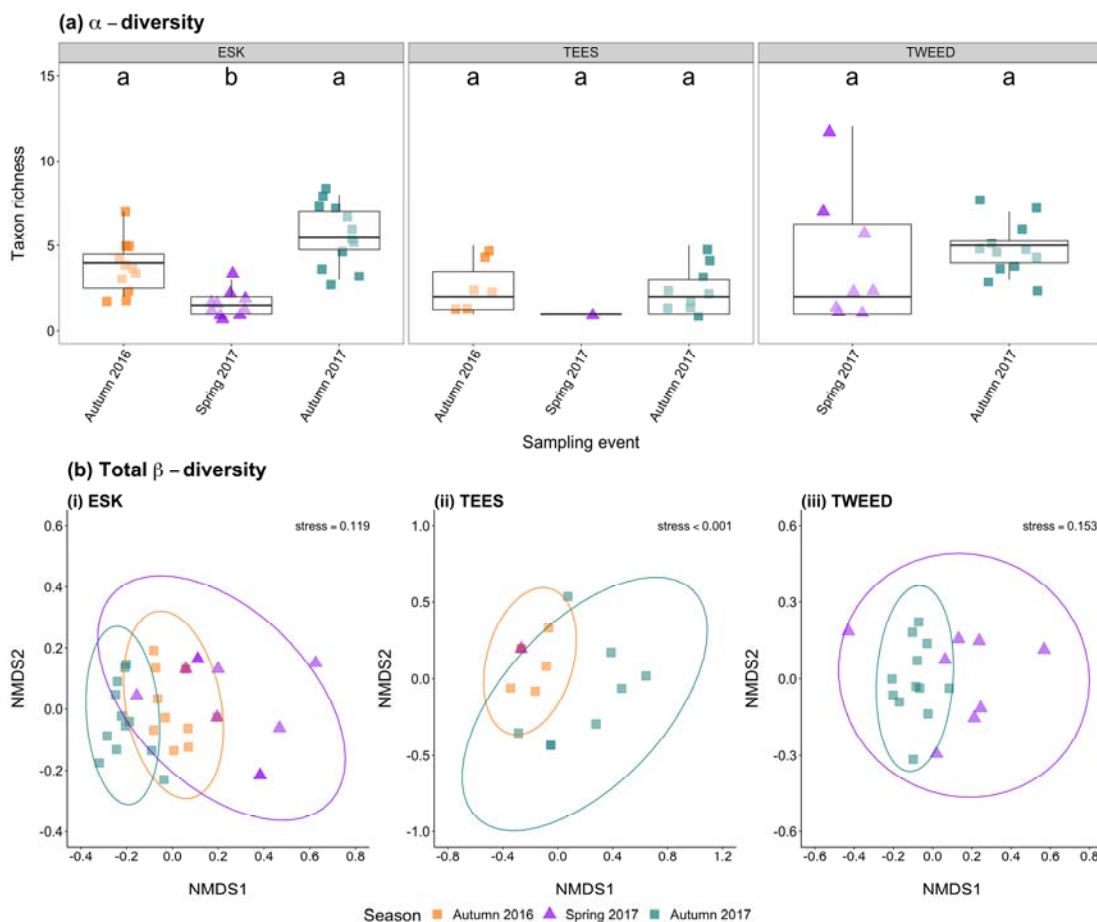 (a) α – diversity
ESK
TEES
TWEED
a b a
a a a
a a
15
10
5
0
Taxon richness
Autumn 2016
Spring 2017
Autumn 2017
Autumn 2016
Spring 2017
Autumn 2017
Spring 2017
Autumn 2017
Sampling event
(b) Total β – diversity
(i) ESK
stress = 0.119
0.6
0.4
0.2
0.0
-0.2
-0.4
NMDS2
-0.4 -0.2 0.0 0.2 0.4 0.6 0.8
NMDS1
(ii) TEES
stress < 0.001
1.0
0.5
0.0
-0.5
-1.0
NMDS2
-0.8 -0.4 0.0 0.4 0.8 1.2
NMDS1
(iii) TWEED
stress = 0.153
0.6
0.3
0.0
-0.3
-0.6
NMDS2
-0.6 -0.4 -0.2 0.0 0.2 0.4 0.6 0.8
NMDS1
Season Autumn 2016 Spring 2017 Autumn 2017